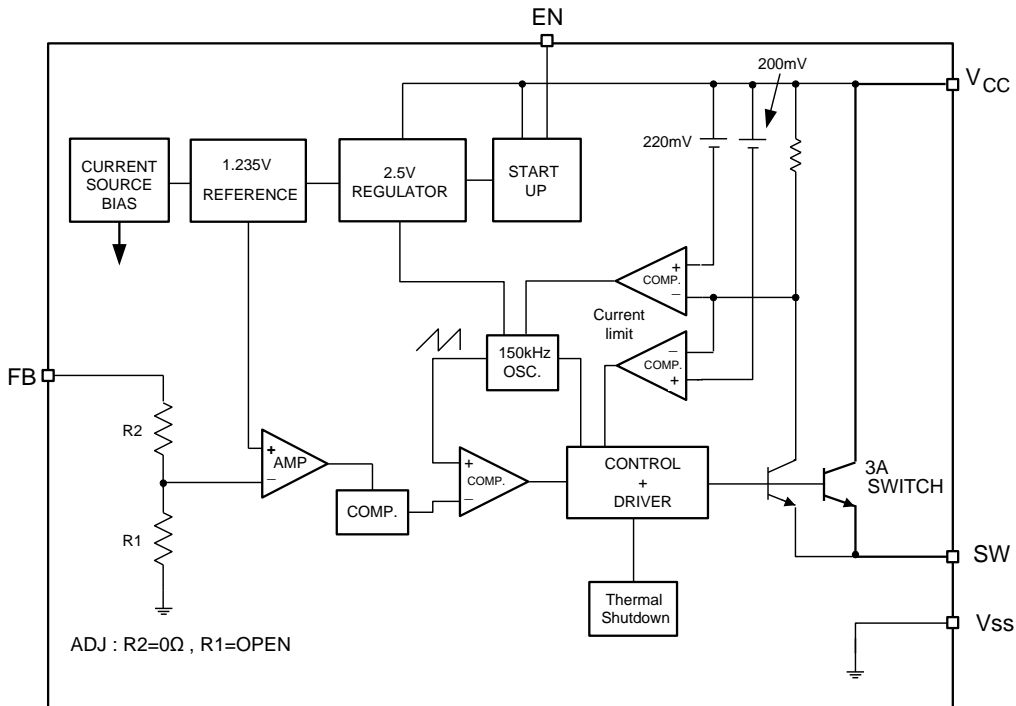 EN
200mV
VCC
220mV
CURRENT
SOURCE
BIAS
1.235V
REFERENCE
2.5V
REGULATOR
START
UP
+
COMP.
−
Current
limit
−
COMP.
+
150kHz
OSC.
FB
R2
+
AMP
−
R1
COMP.
+
COMP.
−
CONTROL
+
DRIVER
3A
SWITCH
SW
Thermal
Shutdown
Vss
ADJ : R2=0Ω , R1=OPEN